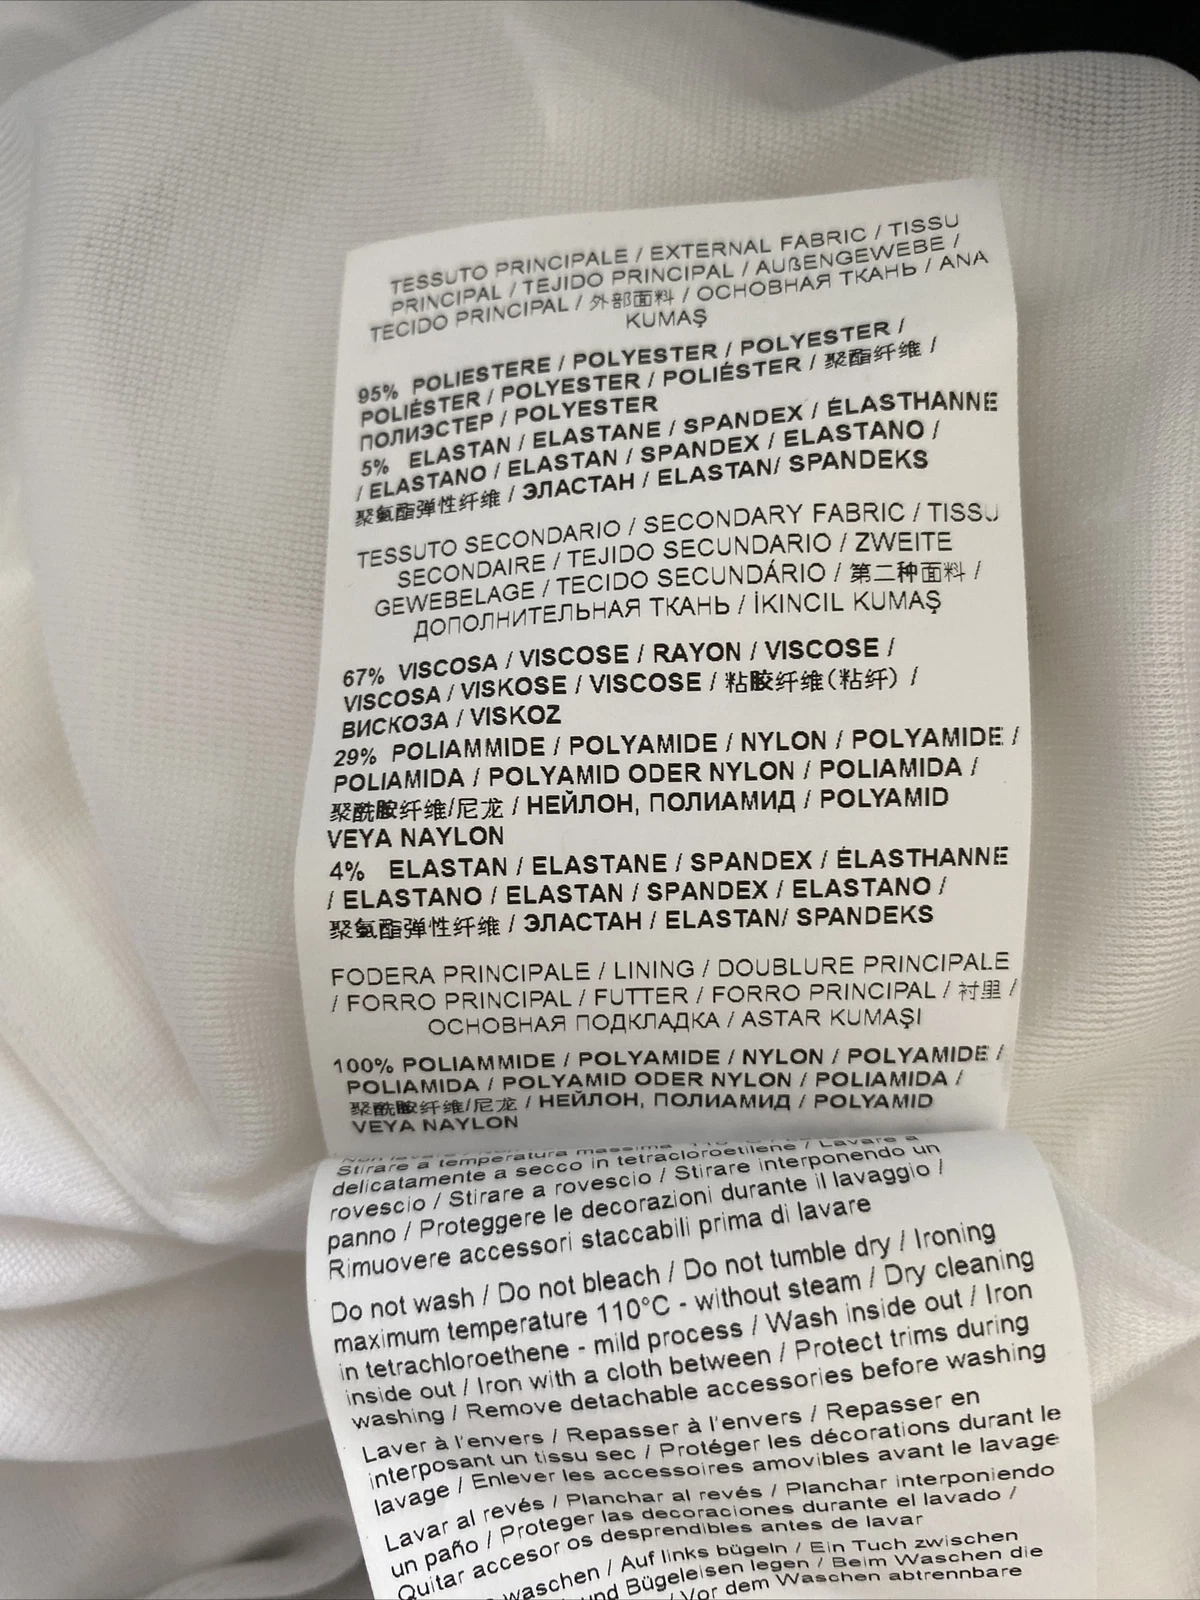 TESSUTO PRINCIPALE / EXTERNAL FABRIC / TISSU
PRINCIPAL / TEJIDO PRINCIPAL / AUßENGEWEBE /
TECIDO PRINCIPAL / 外部面料 / ОСНОВНАЯ ТКАНЬ / ANA
KUMAŞ
95% POLIESTERE / POLYESTER / POLYESTER /
POLIÉSTER / POLYESTER / POLIÉSTER / 聚酯纤维 /
ПОЛИЭСТЕР / POLYESTER
5% ELASTAN / ELASTANE / SPANDEX / ÉLASTHANNE
/ ELASTANO / ELASTAN / SPANDEX / ELASTANO /
聚氨酯弹性纤维 / ЭЛАСТАН / ELASTAN/ SPANDEKS
TESSUTO SECONDARIO / SECONDARY FABRIC / TISSU
SECONDAIRE / TEJIDO SECUNDARIO / ZWEITE
GEWEBELAGE / TECIDO SECUNDÁRIO / 第二种面料 /
ДОПОЛНИТЕЛЬНАЯ ТКАНЬ / İKINCIL KUMAŞ
67% VISCOSA / VISCOSE / RAYON / VISCOSE /
VISCOSA / VISKOSE / VISCOSE / 粘胶纤维(粘纤) /
ВИСКОЗА / VISKOZ
29% POLIAMMIDE / POLYAMIDE / NYLON / POLYAMIDE /
POLIAMIDA / POLYAMID ODER NYLON / POLIAMIDA /
聚酰胺纤维/尼龙 / НЕЙЛОН, ПОЛИАМИД / POLYAMID
VEYA NAYLON
4% ELASTAN / ELASTANE / SPANDEX / ÉLASTHANNE
/ ELASTANO / ELASTAN / SPANDEX / ELASTANO /
聚氨酯弹性纤维 / ЭЛАСТАН / ELASTAN/ SPANDEKS
FODERA PRINCIPALE / LINING / DOUBLURE PRINCIPALE
/ FORRO PRINCIPAL / FUTTER / FORRO PRINCIPAL / 衬里 /
ОСНОВНАЯ ПОДКЛАДКА / ASTAR KUMAŞI
100% POLIAMMIDE / POLYAMIDE / NYLON / POLYAMIDE /
POLIAMIDA / POLYAMID ODER NYLON / POLIAMIDA /
聚酰胺纤维/尼龙 / НЕЙЛОН, ПОЛИАМИД / POLYAMID
VEYA NAYLON
Stirare a temperatura massima 110°C
delicatamente a secco in tetracloroetilene / Lavare a
rovescio / Stirare a rovescio / Stirare interponendo un
panno / Proteggere le decorazioni durante il lavaggio /
Rimuovere accessori staccabili prima di lavare
Do not wash / Do not bleach / Do not tumble dry / Ironing
maximum temperature 110°C - without steam / Dry cleaning
in tetrachloroethene - mild process / Wash inside out / Iron
inside out / Iron with a cloth between / Protect trims during
washing / Remove detachable accessories before washing
Laver à l'envers / Repasser à l'envers / Repasser en
interposant un tissu sec / Protéger les décorations durant le
lavage / Enlever les accessoires amovibles avant le lavage
Lavar al revés / Planchar al revés / Planchar interponiendo
un paño / Proteger las decoraciones durante el lavado /
Quitar accesor os desprendibles antes de lavar
waschen / Auf links bügeln / Ein Tuch zwischen
und Bügeleisen legen / Beim Waschen die
/ Vor dem Waschen abtrennbare